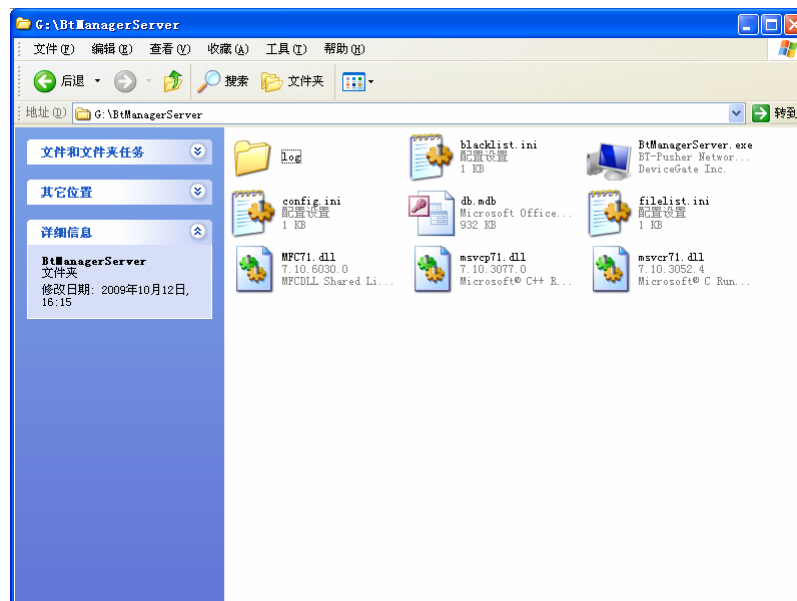 G:\BtManagerServer
文件(F) 编辑(E) 查看(V) 收藏(A) 工具(T) 帮助(H)
后退 搜索 文件夹
地址(D) G:\BtManagerServer 转到
文件和文件夹任务
其它位置
详细信息
BtManagerServer
文件夹
修改日期: 2009年10月12日,
16:15
log
blacklist.ini
配置设置
1 KB
BtManagerServer.exe
BT-Pusher Networ...
DeviceGate Inc.
config.ini
配置设置
1 KB
db.mdb
Microsoft Office...
932 KB
filelist.ini
配置设置
1 KB
MFC71.dll
7.10.6030.0
MFCDLL Shared Li...
msvcp71.dll
7.10.3077.0
Microsoft® C++ R...
msvcr71.dll
7.10.3052.4
Microsoft® C Run...